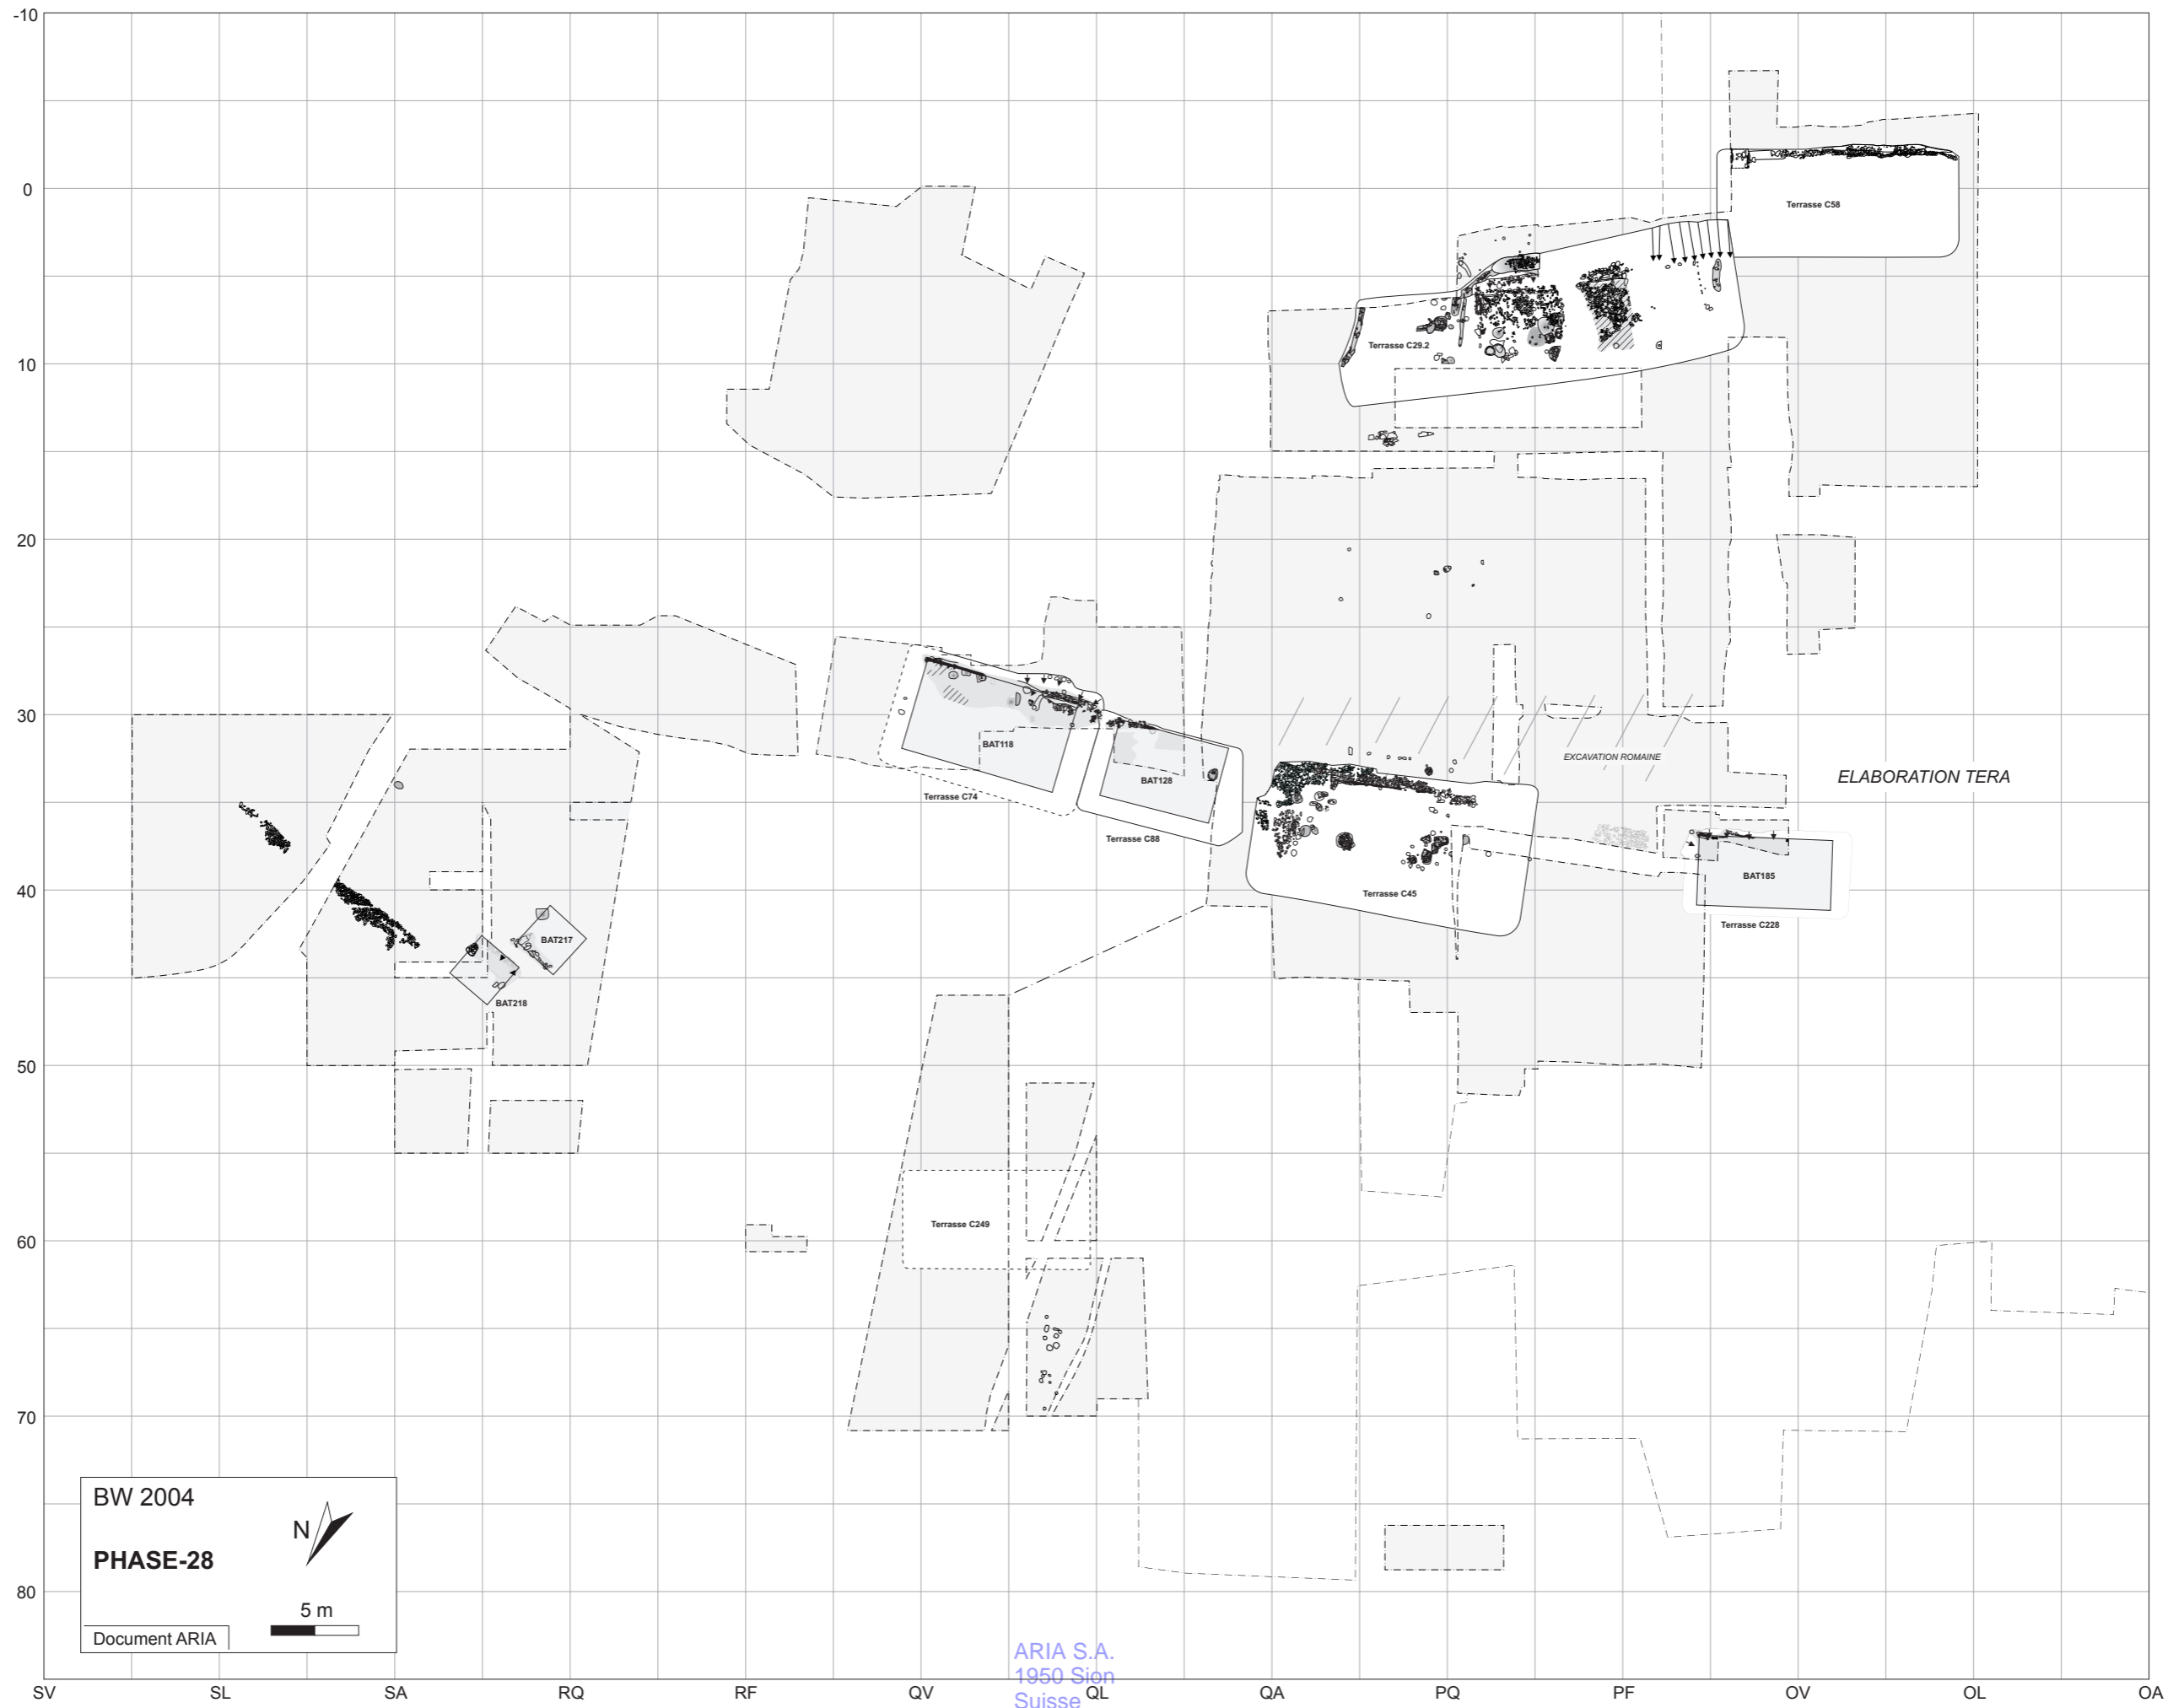 -10
0
Terrasse C58
10
Terrasse C29.2
20
30
BAT118
EXCAVATION ROMAINE
ELABORATION TERA
BAT128
Terrasse C74
Terrasse C88
BAT185
40
Terrasse C45
Terrasse C228
BAT217
BAT218
50
Terrasse C249
60
70
BW 2004
N
PHASE-28
80
5 m
Document ARIA
ARIA S.A.
1950 Sion
Suisse
SV SL SA RQ RF QV QL QA PQ PF OV OL OA